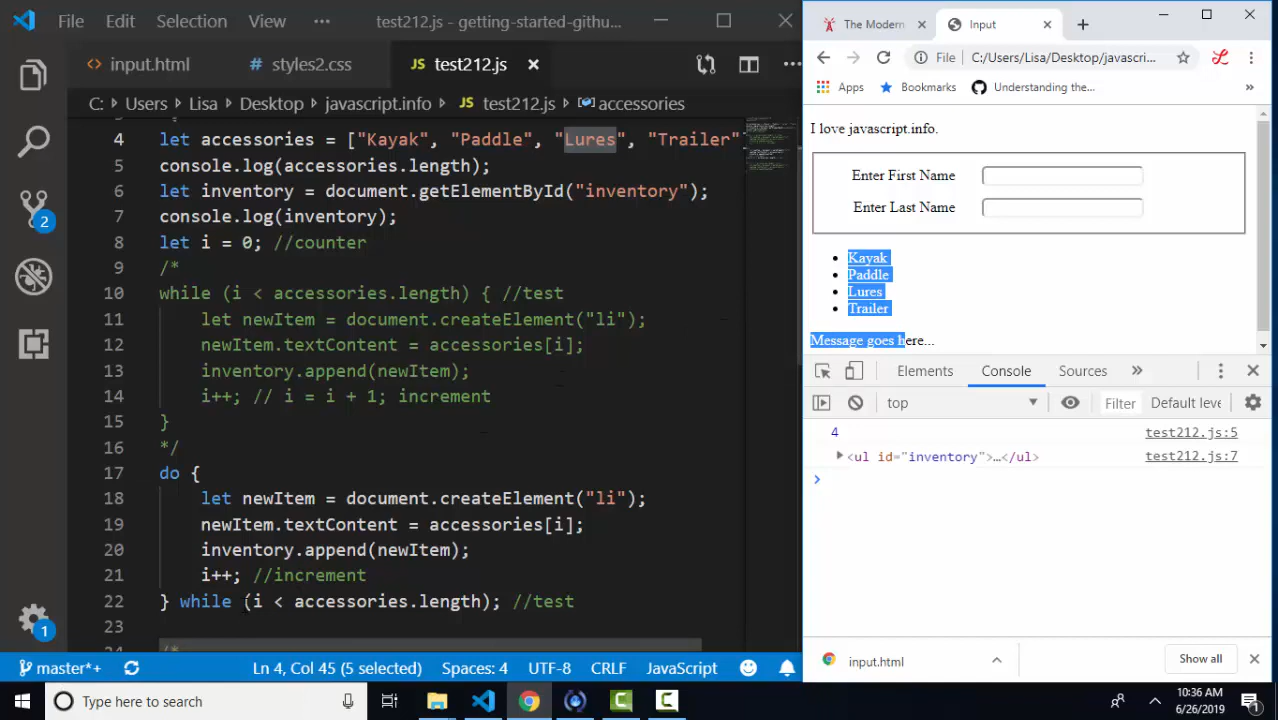 File Edit Selection View ··· test212.js - getting-started-githu...
input.html styles2.css JS test212.js
C: > Users > Lisa > Desktop > javascript.info > JS test212.js > accessories
4 let accessories = ["Kayak", "Paddle", "Lures", "Trailer"
5 console.log(accessories.length);
6 let inventory = document.getElementById("inventory");
7 console.log(inventory);
8 let i = 0; //counter
9 /*
10 while (i < accessories.length) { //test
11 let newItem = document.createElement("li");
12 newItem.textContent = accessories[i];
13 inventory.append(newItem);
14 i++; // i = i + 1; increment
15 }
16 */
17 do {
18 let newItem = document.createElement("li");
19 newItem.textContent = accessories[i];
20 inventory.append(newItem);
21 i++; //increment
22 } while (i < accessories.length); //test
23
2
1
master*+ Ln 4, Col 45 (5 selected) Spaces: 4 UTF-8 CRLF JavaScript
The Modern Input
File C:/Users/Lisa/Desktop/javascri...
Apps Bookmarks Understanding the...
I love javascript.info.
Enter First Name
Enter Last Name
• Kayak
• Paddle
• Lures
• Trailer
Message goes here...
Elements Console Sources
top Filter Default leve
4 test212.js:5
<ul id="inventory">…</ul> test212.js:7
input.html Show all
Type here to search
10:36 AM
6/26/2019
1